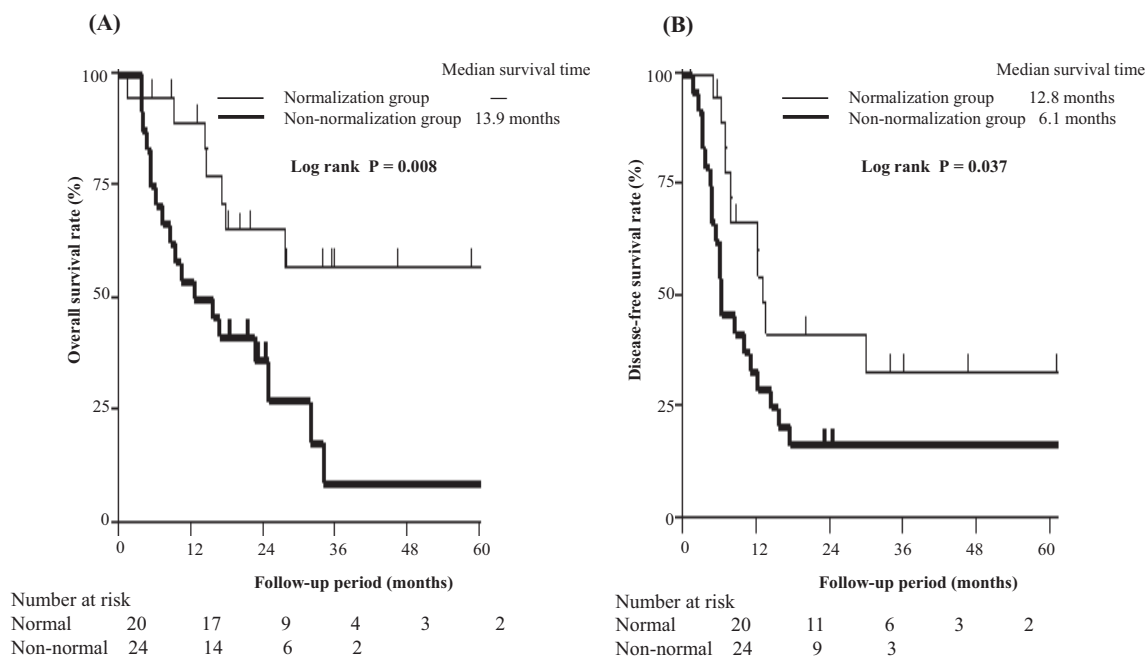 (A)
Median survival time
Normalization group —
Non-normalization group 13.9 months
Log rank P = 0.008
Overall survival rate (%)
100
75
50
25
0
0 12 24 36 48 60
Follow-up period (months)
Number at risk
Normal 20 17 9 4 3 2
Non-normal 24 14 6 2
(B)
Median survival time
Normalization group 12.8 months
Non-normalization group 6.1 months
Log rank P = 0.037
Disease-free survival rate (%)
100
75
50
25
0
0 12 24 36 48 60
Follow-up period (months)
Number at risk
Normal 20 11 6 3 2
Non-normal 24 9 3